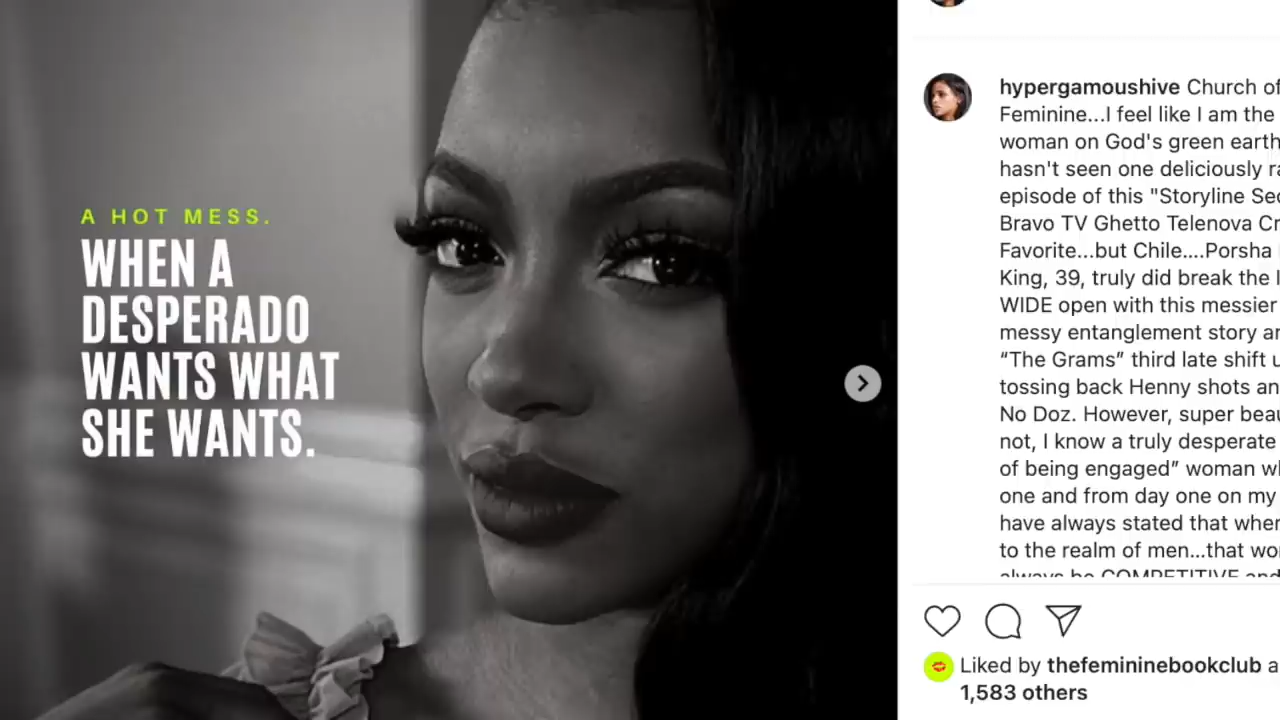 A HOT MESS.
WHEN A
DESPERADO
WANTS WHAT
SHE WANTS.
hypergamoushive Church of
Feminine...I feel like I am the
woman on God's green earth
hasn't seen one deliciously
episode of this "Storyline
Bravo TV Ghetto Telenova
Favorite...but Chile....Porsha
King, 39, truly did break the
WIDE open with this messier
messy entanglement story
“The Grams” third late shift
tossing back Henny shots
No Doz. However, super
not, I know a truly desperate
of being engaged” woman
one and from day one on my
have always stated that
to the realm of men...that
always be COMPETITIVE and
Liked by thefemininebookclub
1,583 others